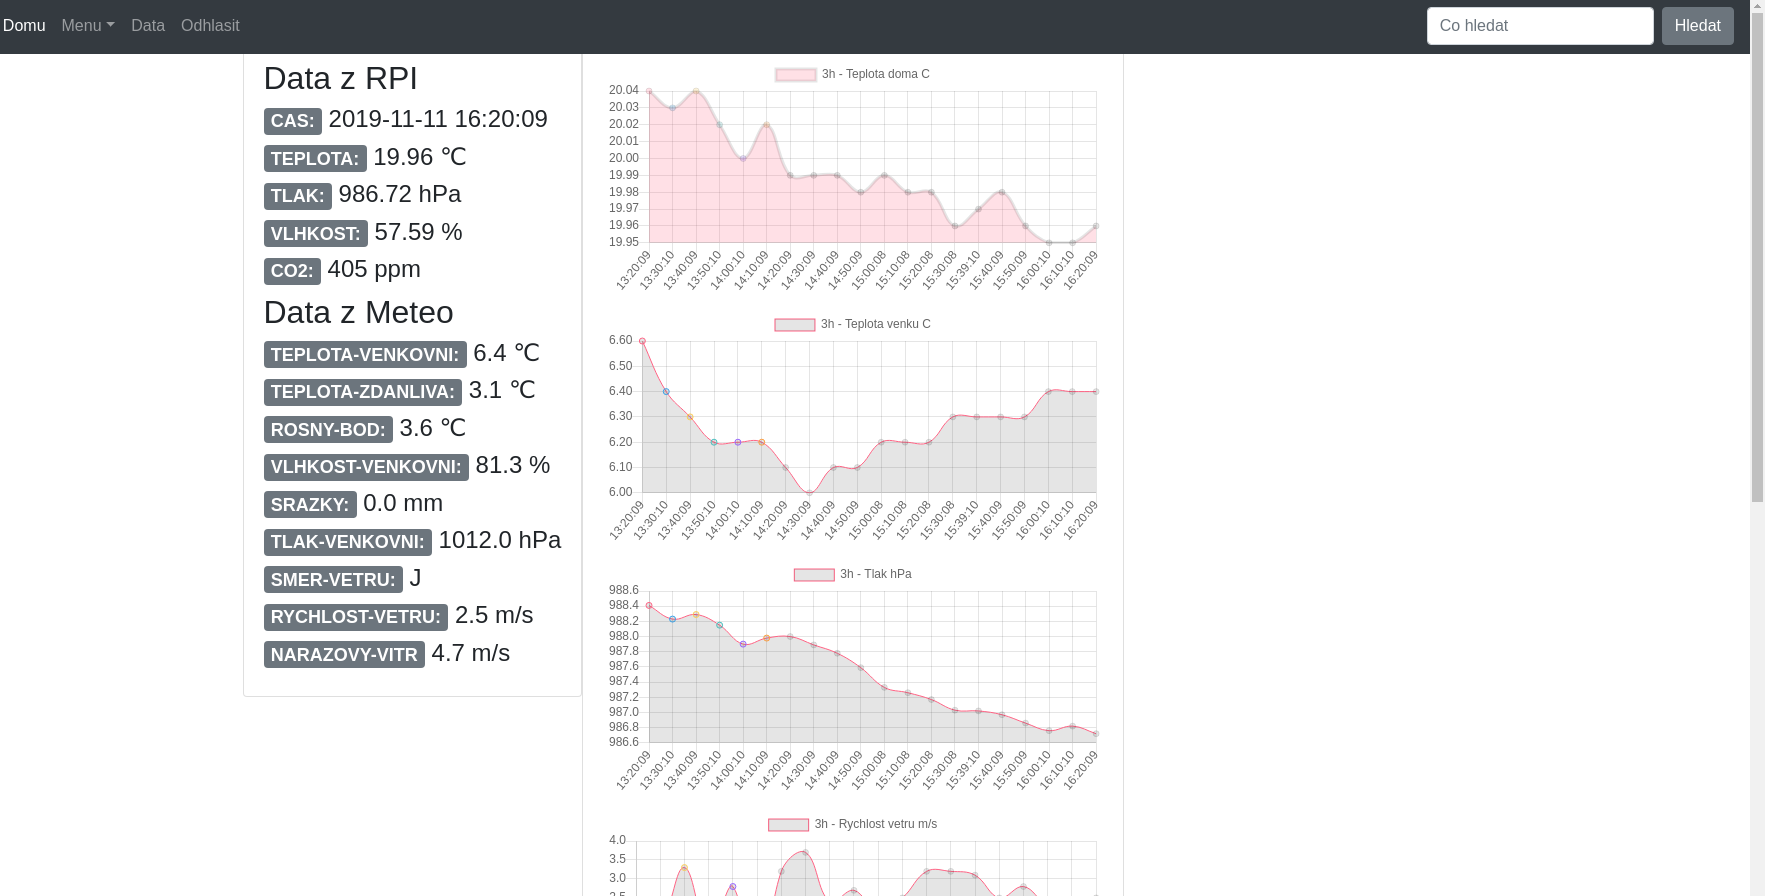 Domu Menu Data Odhlasit Co hledat Hledat
Data z RPI
CAS: 2019-11-11 16:20:09
TEPLOTA: 19.96 ℃
TLAK: 986.72 hPa
VLHKOST: 57.59 %
CO2: 405 ppm
Data z Meteo
TEPLOTA-VENKOVNI: 6.4 ℃
TEPLOTA-ZDANLIVA: 3.1 ℃
ROSNY-BOD: 3.6 ℃
VLHKOST-VENKOVNI: 81.3 %
SRAZKY: 0.0 mm
TLAK-VENKOVNI: 1012.0 hPa
SMER-VETRU: J
RYCHLOST-VETRU: 2.5 m/s
NARAZOVY-VITR 4.7 m/s
3h - Teplota doma C
20.04
20.03
20.02
20.01
20.00
19.99
19.98
19.97
19.96
19.95
13:20:09 13:30:10 13:40:09 13:50:10 14:00:10 14:10:09 14:20:09 14:30:09 14:40:09 14:50:09 15:00:08 15:10:08 15:20:08 15:30:08 15:39:10 15:40:09 15:50:09 16:00:10 16:10:10 16:20:09
3h - Teplota venku C
6.60
6.50
6.40
6.30
6.20
6.10
6.00
13:20:09 13:30:10 13:40:09 13:50:10 14:00:10 14:10:09 14:20:09 14:30:09 14:40:09 14:50:09 15:00:08 15:10:08 15:20:08 15:30:08 15:39:10 15:40:09 15:50:09 16:00:10 16:10:10 16:20:09
3h - Tlak hPa
988.6
988.4
988.2
988.0
987.8
987.6
987.4
987.2
987.0
986.8
986.6
13:20:09 13:30:10 13:40:09 13:50:10 14:00:10 14:10:09 14:20:09 14:30:09 14:40:09 14:50:09 15:00:08 15:10:08 15:20:08 15:30:08 15:39:10 15:40:09 15:50:09 16:00:10 16:10:10 16:20:09
3h - Rychlost vetru m/s
4.0
3.5
3.0
2.5